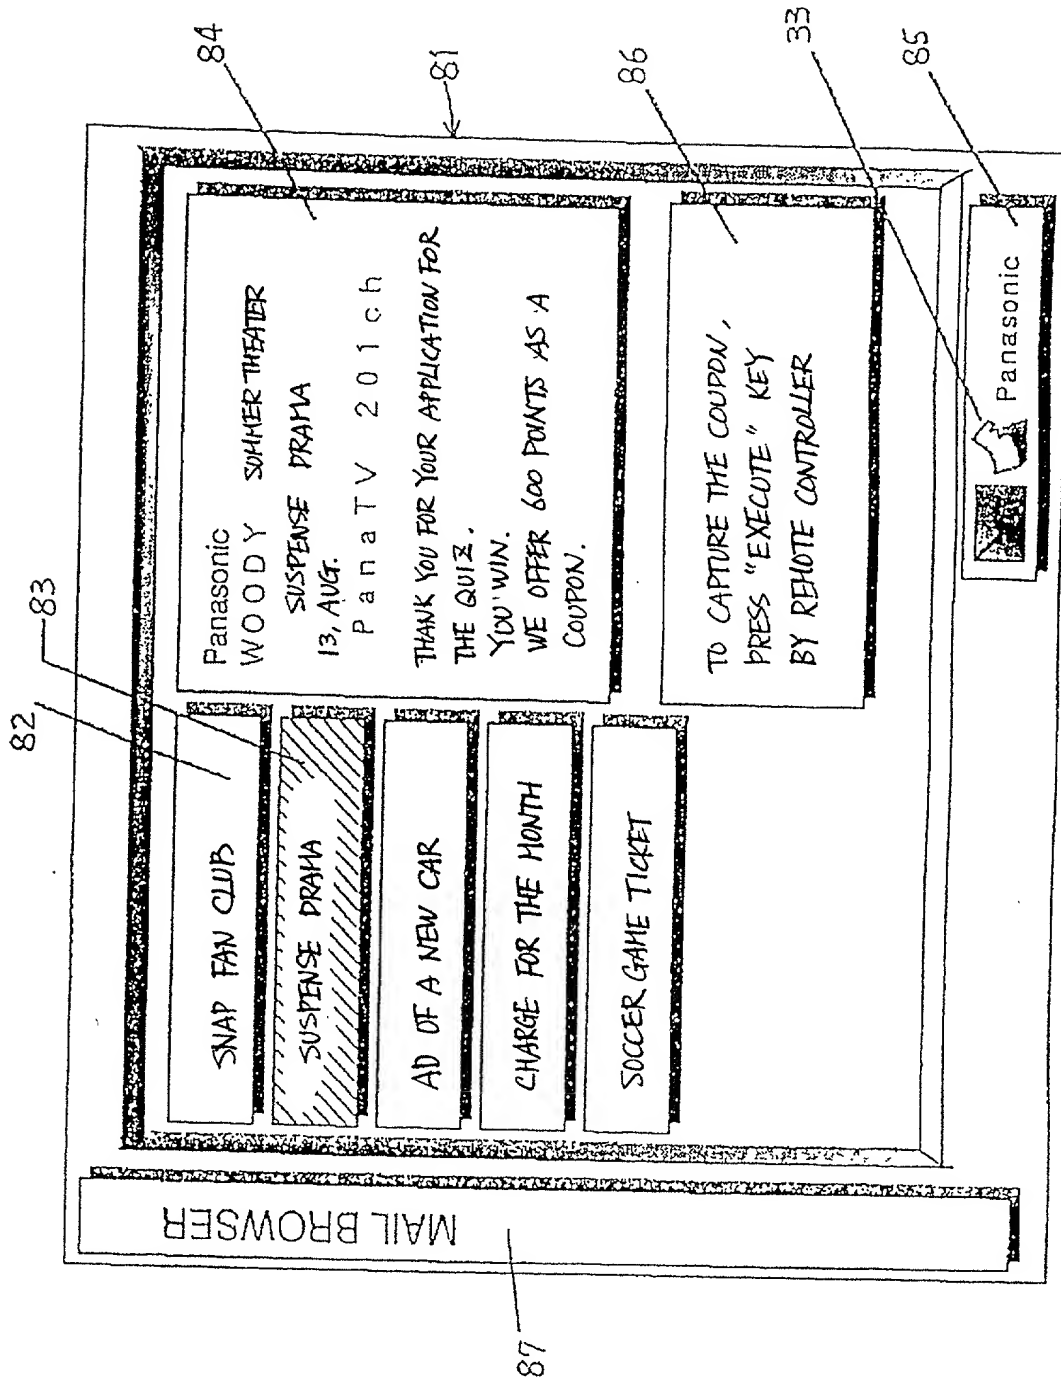 82
83
84
81
86
33
85
87
MAIL BROWSER
SNAP FAN CLUB
SUSPENSE DRAMA
AD OF A NEW CAR
CHARGE FOR THE MONTH
SOCCER GAME TICKET
Panasonic
WOODY SUMMER THEATER
SUSPENSE DRAMA
13, AUG.
PanaTV 201ch
THANK YOU FOR YOUR APPLICATION FOR
THE QUIZ.
YOU WIN.
WE OFFER 600 POINTS AS A
COUPON.
TO CAPTURE THE COUPON,
PRESS "EXECUTE" KEY
BY REMOTE CONTROLLER
Panasonic